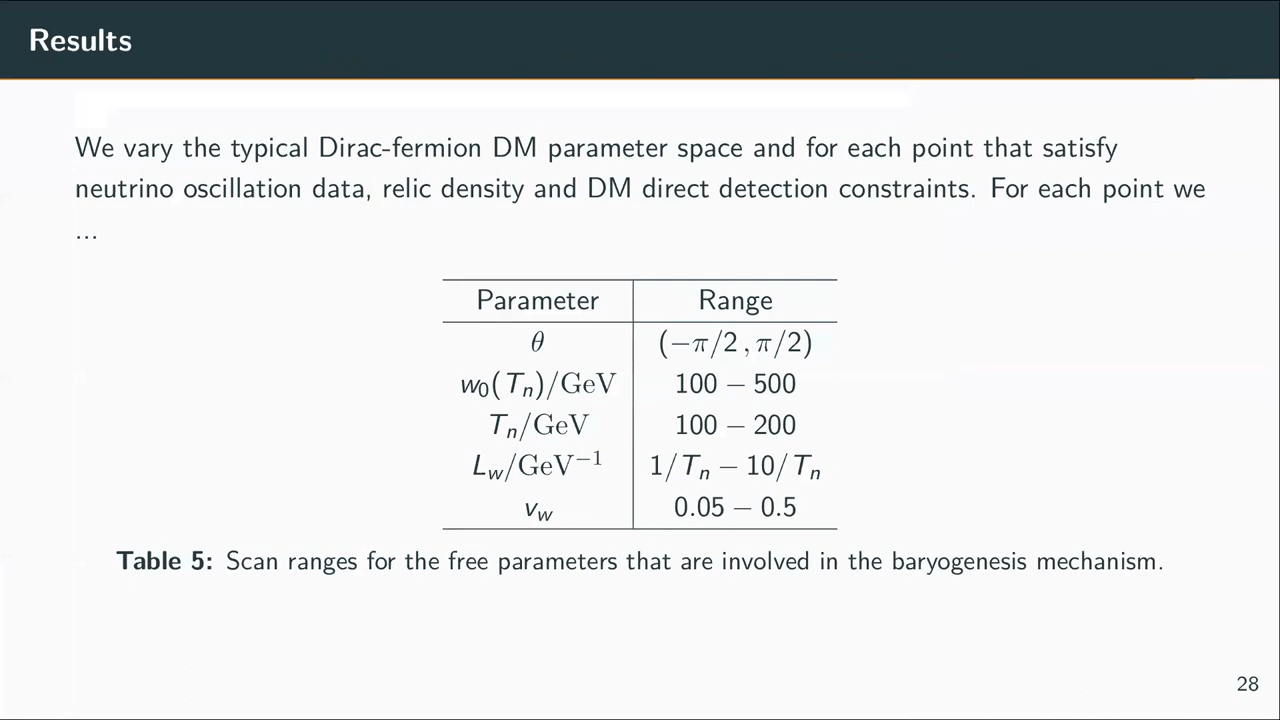 Results
We vary the typical Dirac-fermion DM parameter space and for each point that satisfy
neutrino oscillation data, relic density and DM direct detection constraints. For each point we
...
Parameter Range
θ (−π/2 , π/2)
w₀(Tₙ)/GeV 100 − 500
Tₙ/GeV 100 − 200
L_w/GeV⁻¹ 1/Tₙ − 10/Tₙ
v_w 0.05 − 0.5
Table 5: Scan ranges for the free parameters that are involved in the baryogenesis mechanism.
28